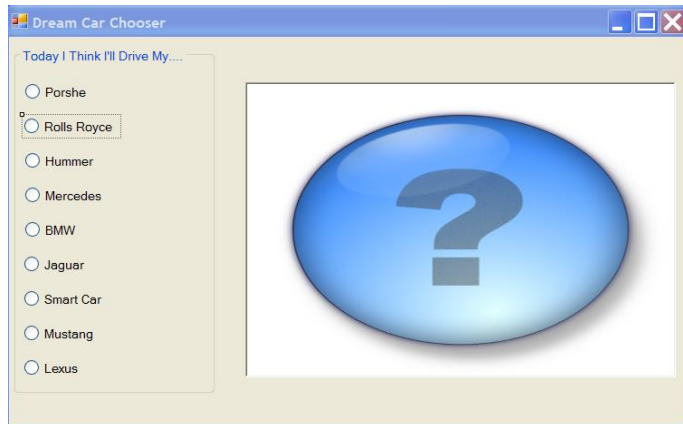 Dream Car Chooser
Today I Think I'll Drive My....
Porshe
Rolls Royce
Hummer
Mercedes
BMW
Jaguar
Smart Car
Mustang
Lexus
?